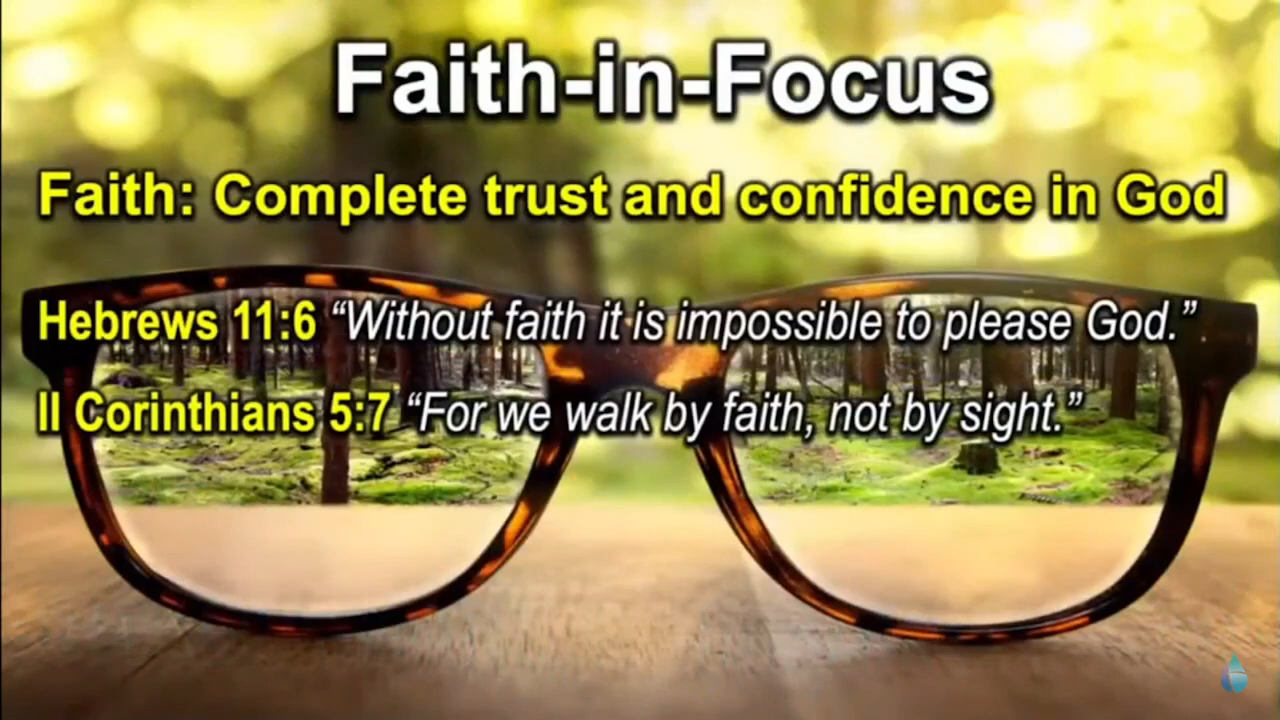 Faith-in-Focus
Faith: Complete trust and confidence in God
Hebrews 11:6 “Without faith it is impossible to please God.”
II Corinthians 5:7 “For we walk by faith, not by sight.”